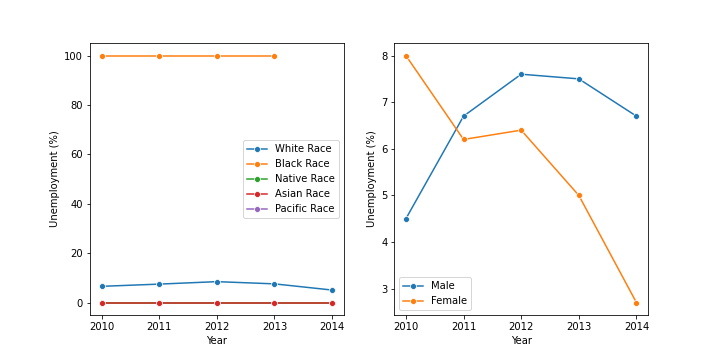 100
80
60
40
20
0
Unemployment (%)
White Race
Black Race
Native Race
Asian Race
Pacific Race
2010 2011 2012 2013 2014
Year
8
7
6
5
4
3
Unemployment (%)
Male
Female
2010 2011 2012 2013 2014
Year